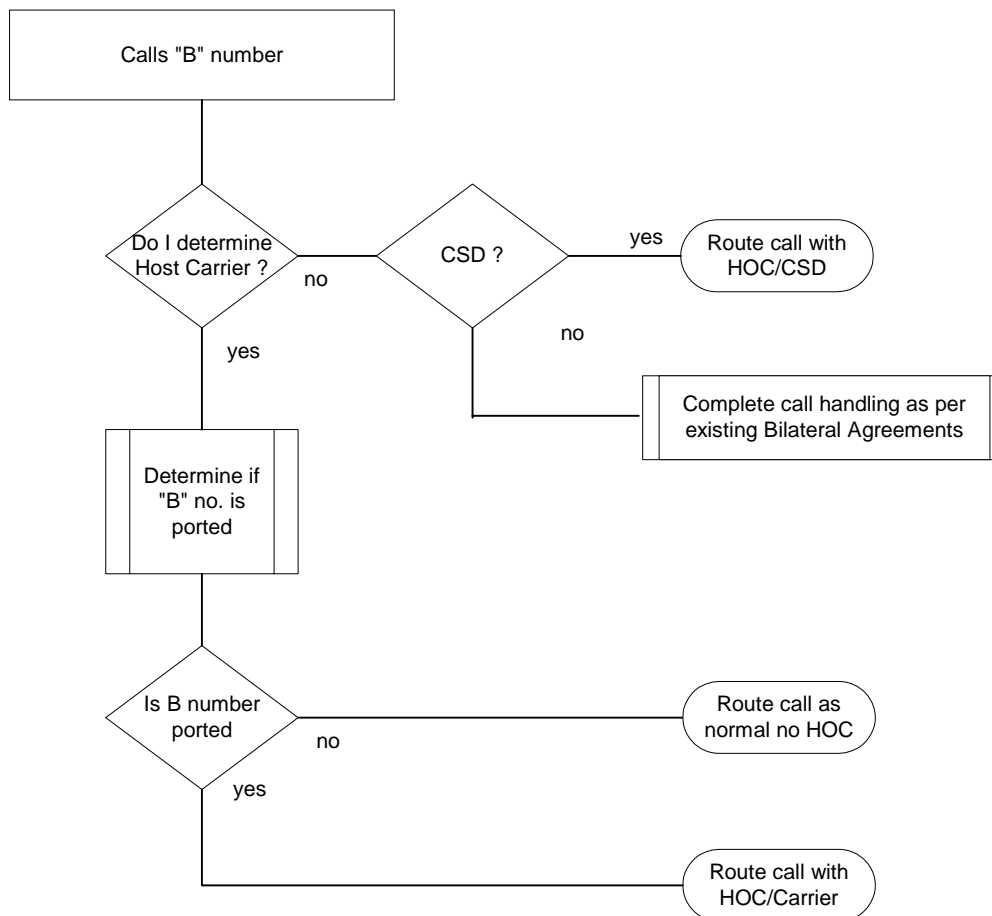 Calls "B" number
Do I determine
Host Carrier ?
no
CSD ?
yes
Route call with
HOC/CSD
no
Complete call handling as per
existing Bilateral Agreements
yes
Determine if
"B" no. is
ported
Is B number
ported
no
Route call as
normal no HOC
yes
Route call with
HOC/Carrier